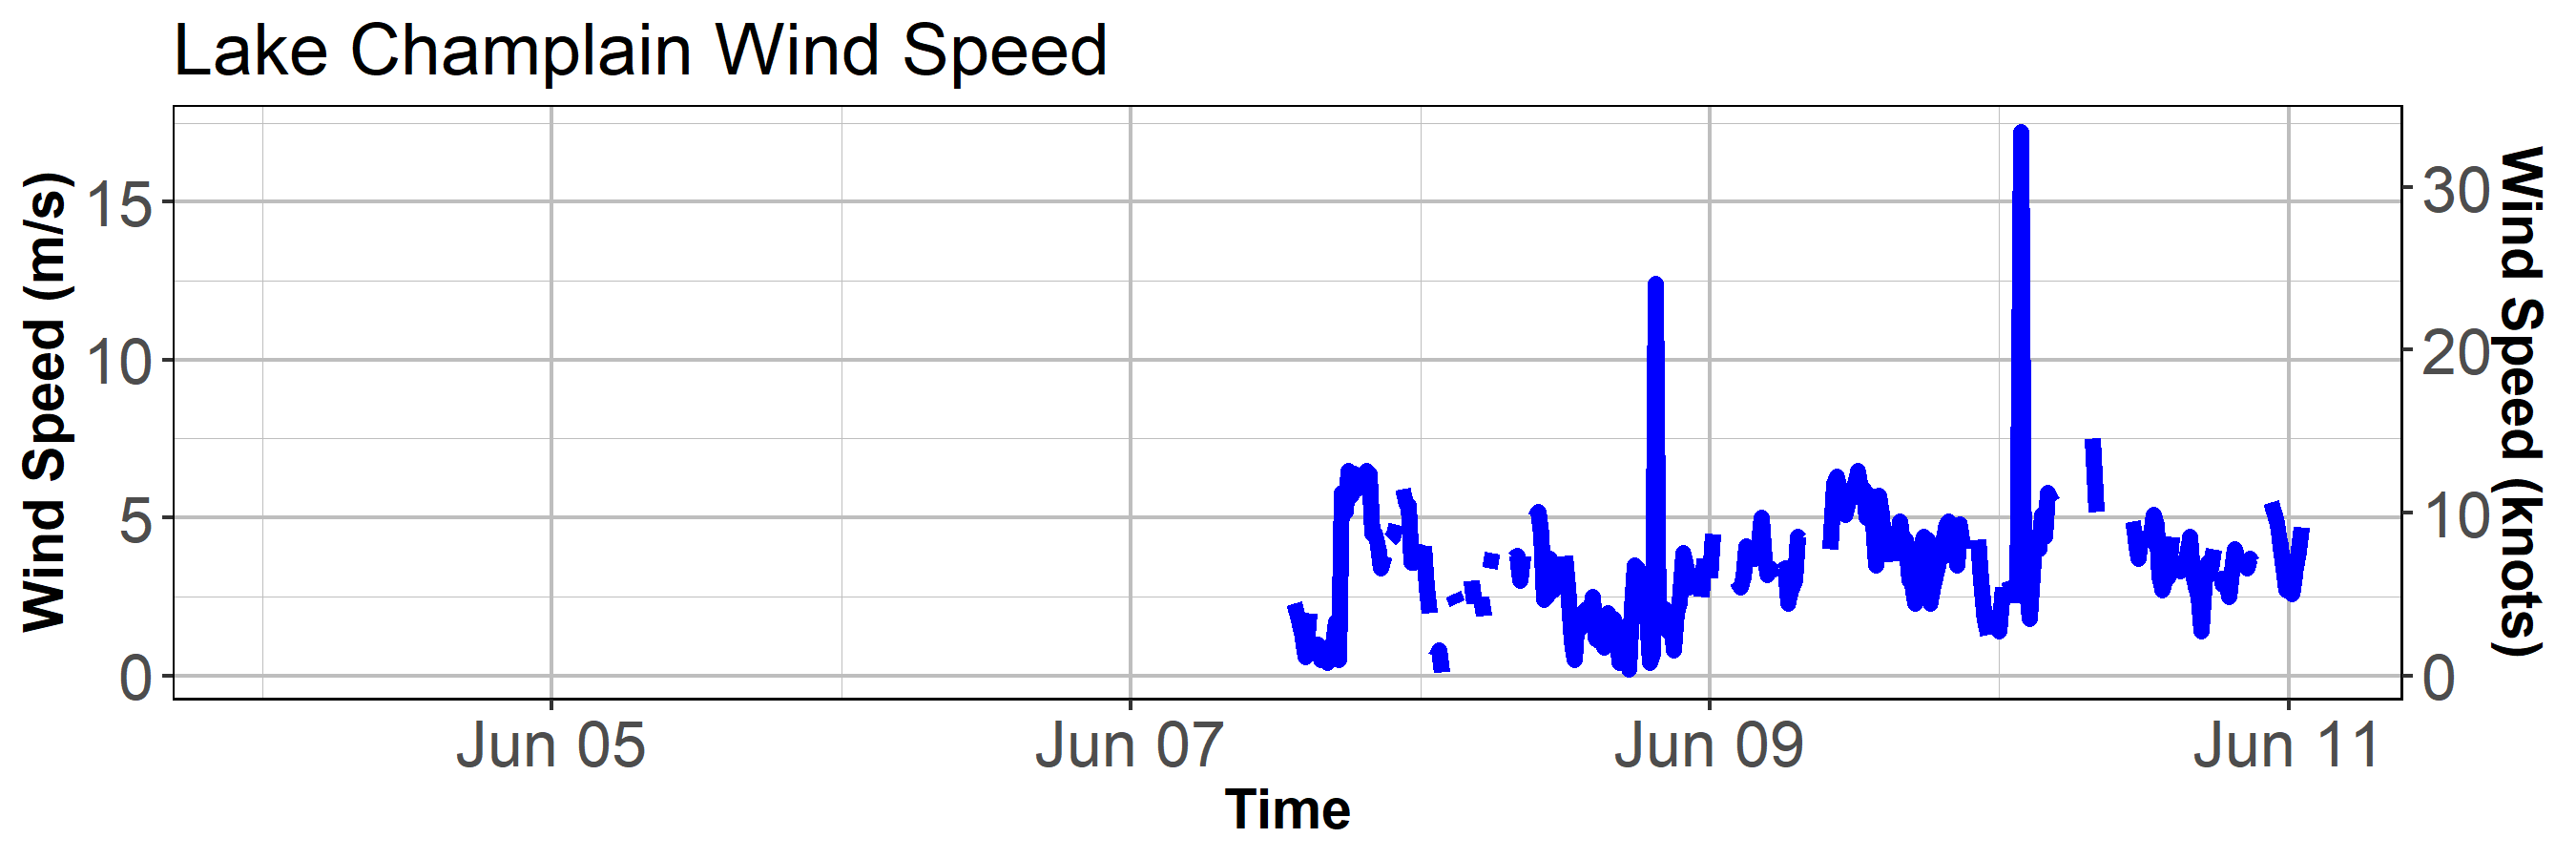 Lake Champlain Wind Speed
Wind Speed (m/s)
15
10
5
0
30
20
10
0
Wind Speed (knots)
Jun 05
Jun 07
Jun 09
Jun 11
Time